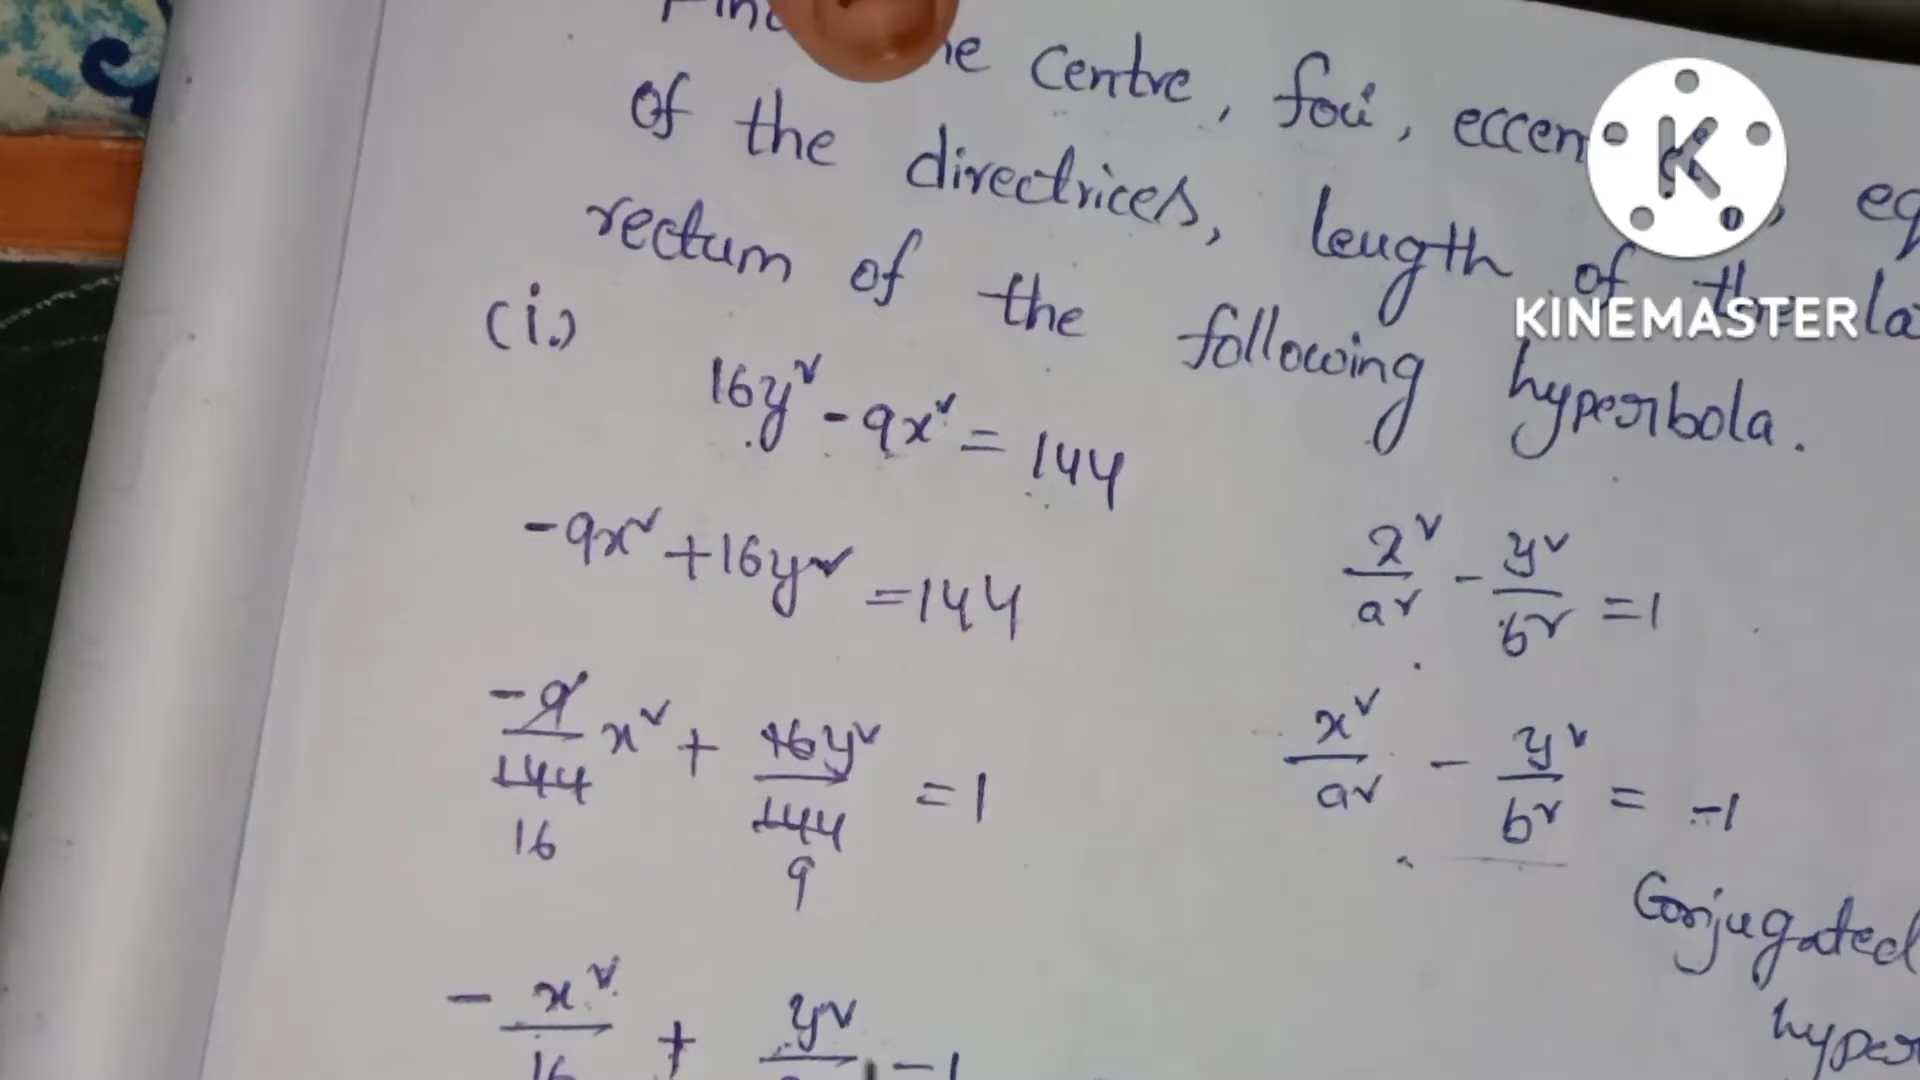 the centre, foci,
of the directrices, length of the
rectum of the following hyperbola.
(i.)
16y² - 9x² = 144
-9x² + 16y² = 144
x²/a² - y²/b² = 1
-9/144 x² + 16y²/144 = 1
16 9
x²/a² - y²/b² = -1
Conjugated
- x²/16 + y²
KINEMASTER